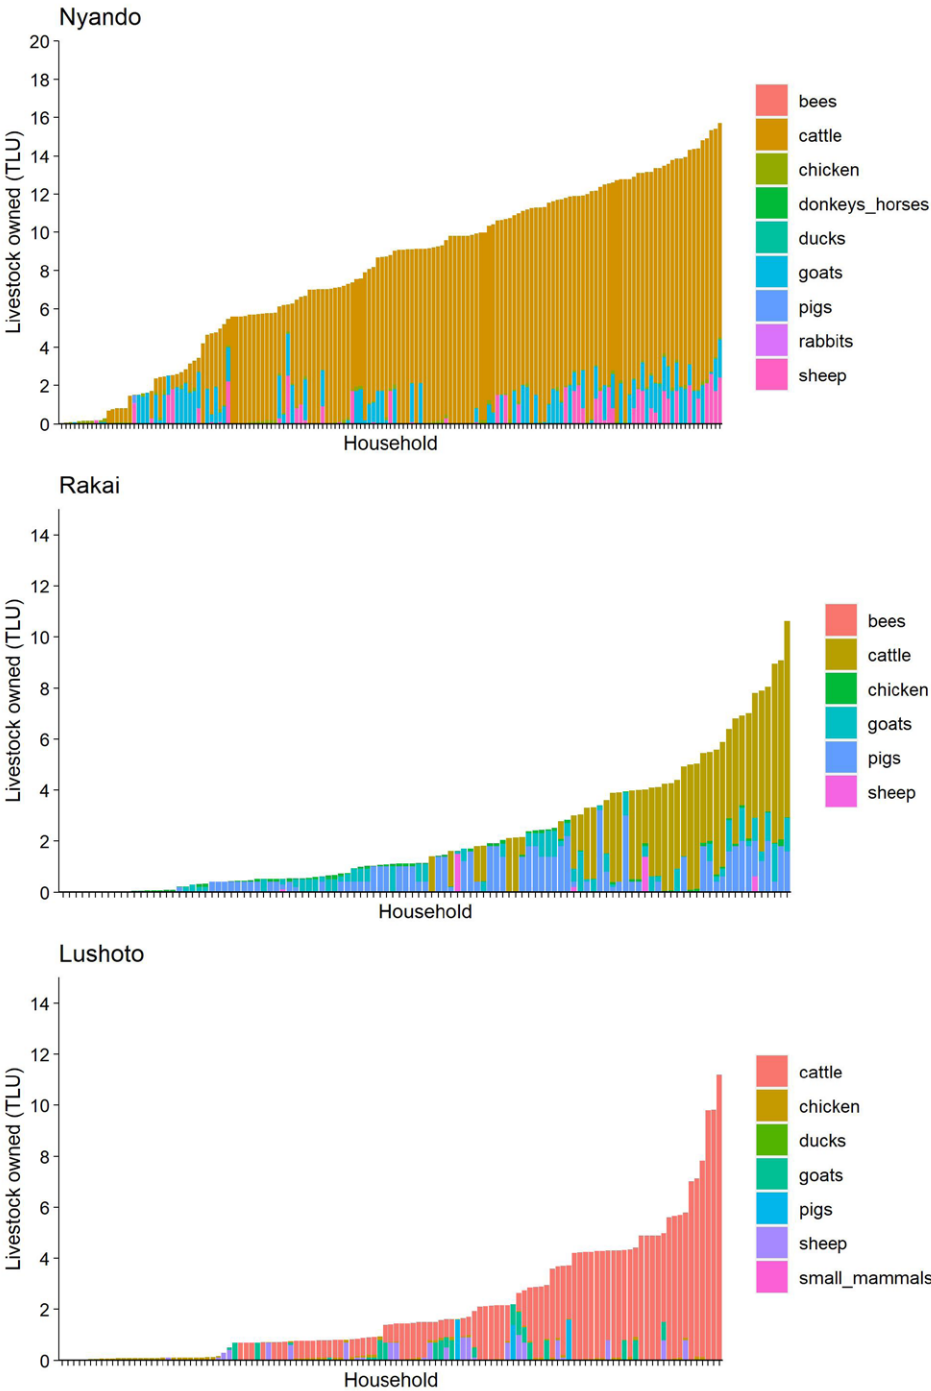 Nyando
Livestock owned (TLU)
20
18
16
14
12
10
8
6
4
2
0
Household
bees
cattle
chicken
donkeys_horses
ducks
goats
pigs
rabbits
sheep
Rakai
Livestock owned (TLU)
14
12
10
8
6
4
2
0
Household
bees
cattle
chicken
goats
pigs
sheep
Lushoto
Livestock owned (TLU)
14
12
10
8
6
4
2
0
Household
cattle
chicken
ducks
goats
pigs
sheep
small_mammals